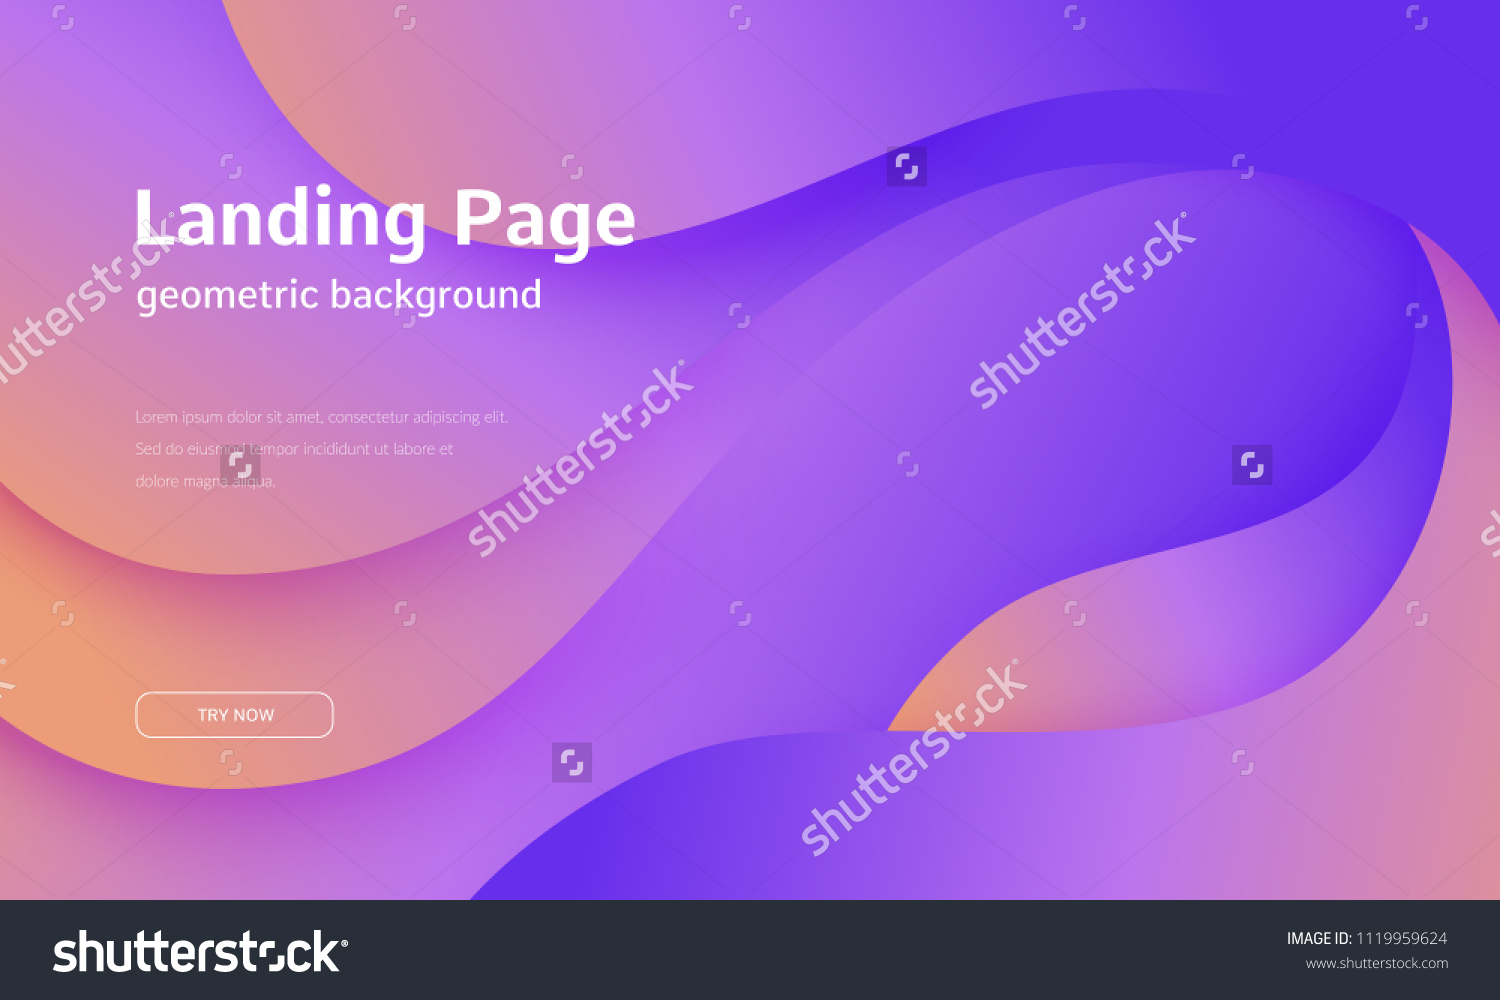 Landing Page
geometric background
Lorem ipsum dolor sit amet, consectetur adipiscing elit.
Sed do eiusmod tempor incididunt ut labore et
dolore magna aliqua.
TRY NOW
shutterstock®
shutterstock®
shutterstock®
shutterstock®
shutterstock®
IMAGE ID: 1119959624
www.shutterstock.com